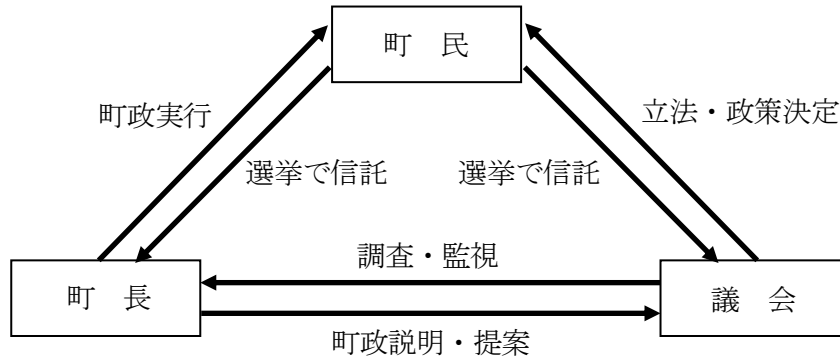 町　民
町政実行
立法・政策決定
選挙で信託
選挙で信託
調査・監視
町　長
議　会
町政説明・提案